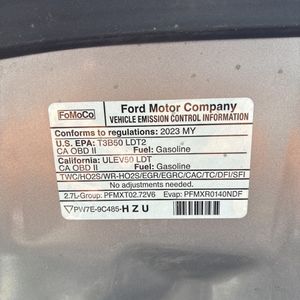 FoMoCo
Ford Motor Company
VEHICLE EMISSION CONTROL INFORMATION
Conforms to regulations: 2023 MY
U.S. EPA: T3B50 LDT2
CA OBD II Fuel: Gasoline
California: ULEV50 LDT
CA OBD II Fuel: Gasoline
TWC/HO2S/WR-HO2S/EGR/EGRC/CAC/TC/DFI/SFI
No adjustments needed.
2.7L-Group: PFMXT02.72V6 Evap: PFMXR0140NDF
PW7E-9C485-HZU